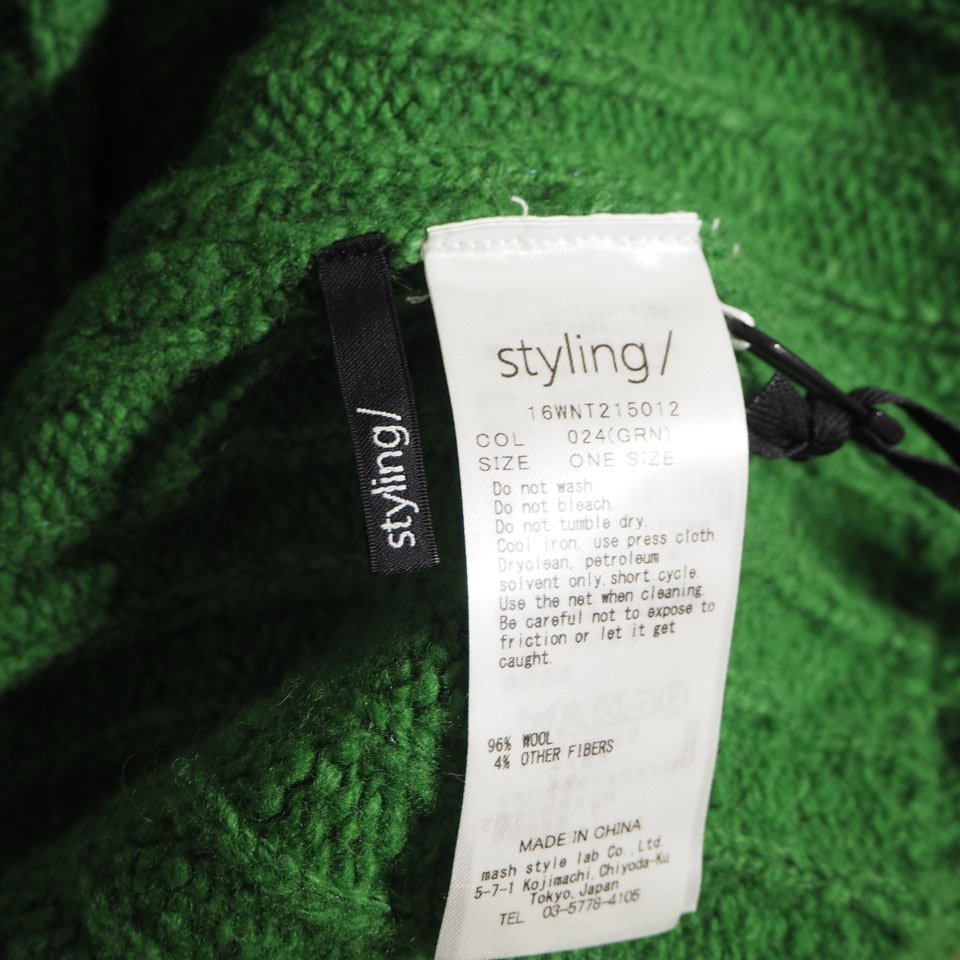 styling/
styling/
16WNT215012
COL 024(GRN)
SIZE ONE SIZE
Do not wash.
Do not bleach.
Do not tumble dry.
Cool iron, use press cloth.
Dryclean, petroleum
solvent only, short cycle.
Use the net when cleaning.
Be careful not to expose to
friction or let it get
caught.
96% WOOL
4% OTHER FIBERS
MADE IN CHINA
mash style lab Co., Ltd.
5-7-1 Kojimachi, Chiyoda-Ku
Tokyo, Japan
TEL 03-5778-4105